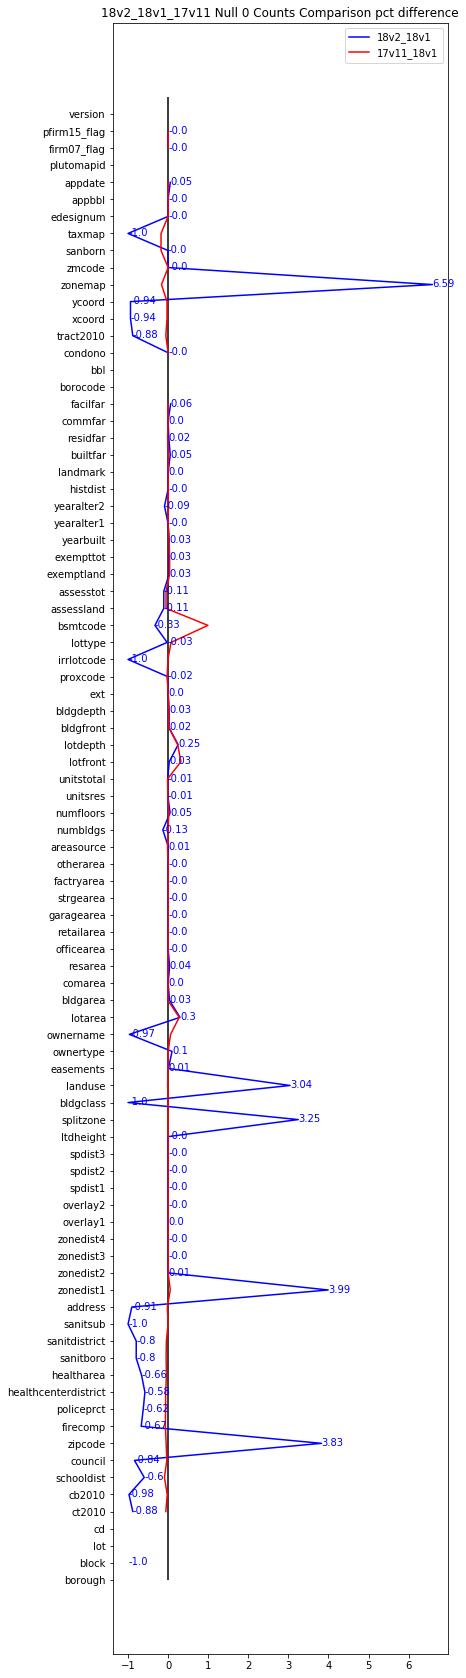 18v2_18v1_17v11 Null 0 Counts Comparison pct difference
18v2_18v1
17v11_18v1
version
pfirm15_flag -0.0
firm07_flag -0.0
plutomapid
appdate 0.05
appbbl -0.0
edesignum -0.0
taxmap -1.0
sanborn -0.0
zmcode -0.0
zonemap 6.59
ycoord -0.94
xcoord -0.94
tract2010 -0.88
condono -0.0
bbl
borocode
facilfar 0.06
commfar 0.0
residfar 0.02
builtfar 0.05
landmark 0.0
histdist -0.0
yearalter2 -0.09
yearalter1 -0.0
yearbuilt 0.03
exempttot 0.03
exemptland 0.03
assesstot -0.11
assessland -0.11
bsmtcode -0.33
lottype -0.03
irrlotcode -1.0
proxcode -0.02
ext 0.0
bldgdepth 0.03
bldgfront 0.02
lotdepth 0.25
lotfront 0.03
unitstotal -0.01
unitsres -0.01
numfloors 0.05
numbldgs -0.13
areasource 0.01
otherarea -0.0
factryarea -0.0
strgearea -0.0
garagearea -0.0
retailarea -0.0
officearea -0.0
resarea 0.04
comarea 0.0
bldgarea 0.03
lotarea 0.3
ownername -0.97
ownertype 0.1
easements 0.01
landuse 3.04
bldgclass -1.0
splitzone 3.25
ltdheight -0.0
spdist3 -0.0
spdist2 -0.0
spdist1 -0.0
overlay2 -0.0
overlay1 0.0
zonedist4 -0.0
zonedist3 -0.0
zonedist2 0.01
zonedist1 3.99
address -0.91
sanitsub -1.0
sanitdistrict -0.8
sanitboro -0.8
healtharea -0.66
healthcenterdistrict -0.58
policeprct -0.62
firecomp -0.67
zipcode 3.83
council -0.84
schooldist -0.6
cb2010 -0.98
ct2010 -0.88
cd
lot
block -1.0
borough
−1 0 1 2 3 4 5 6